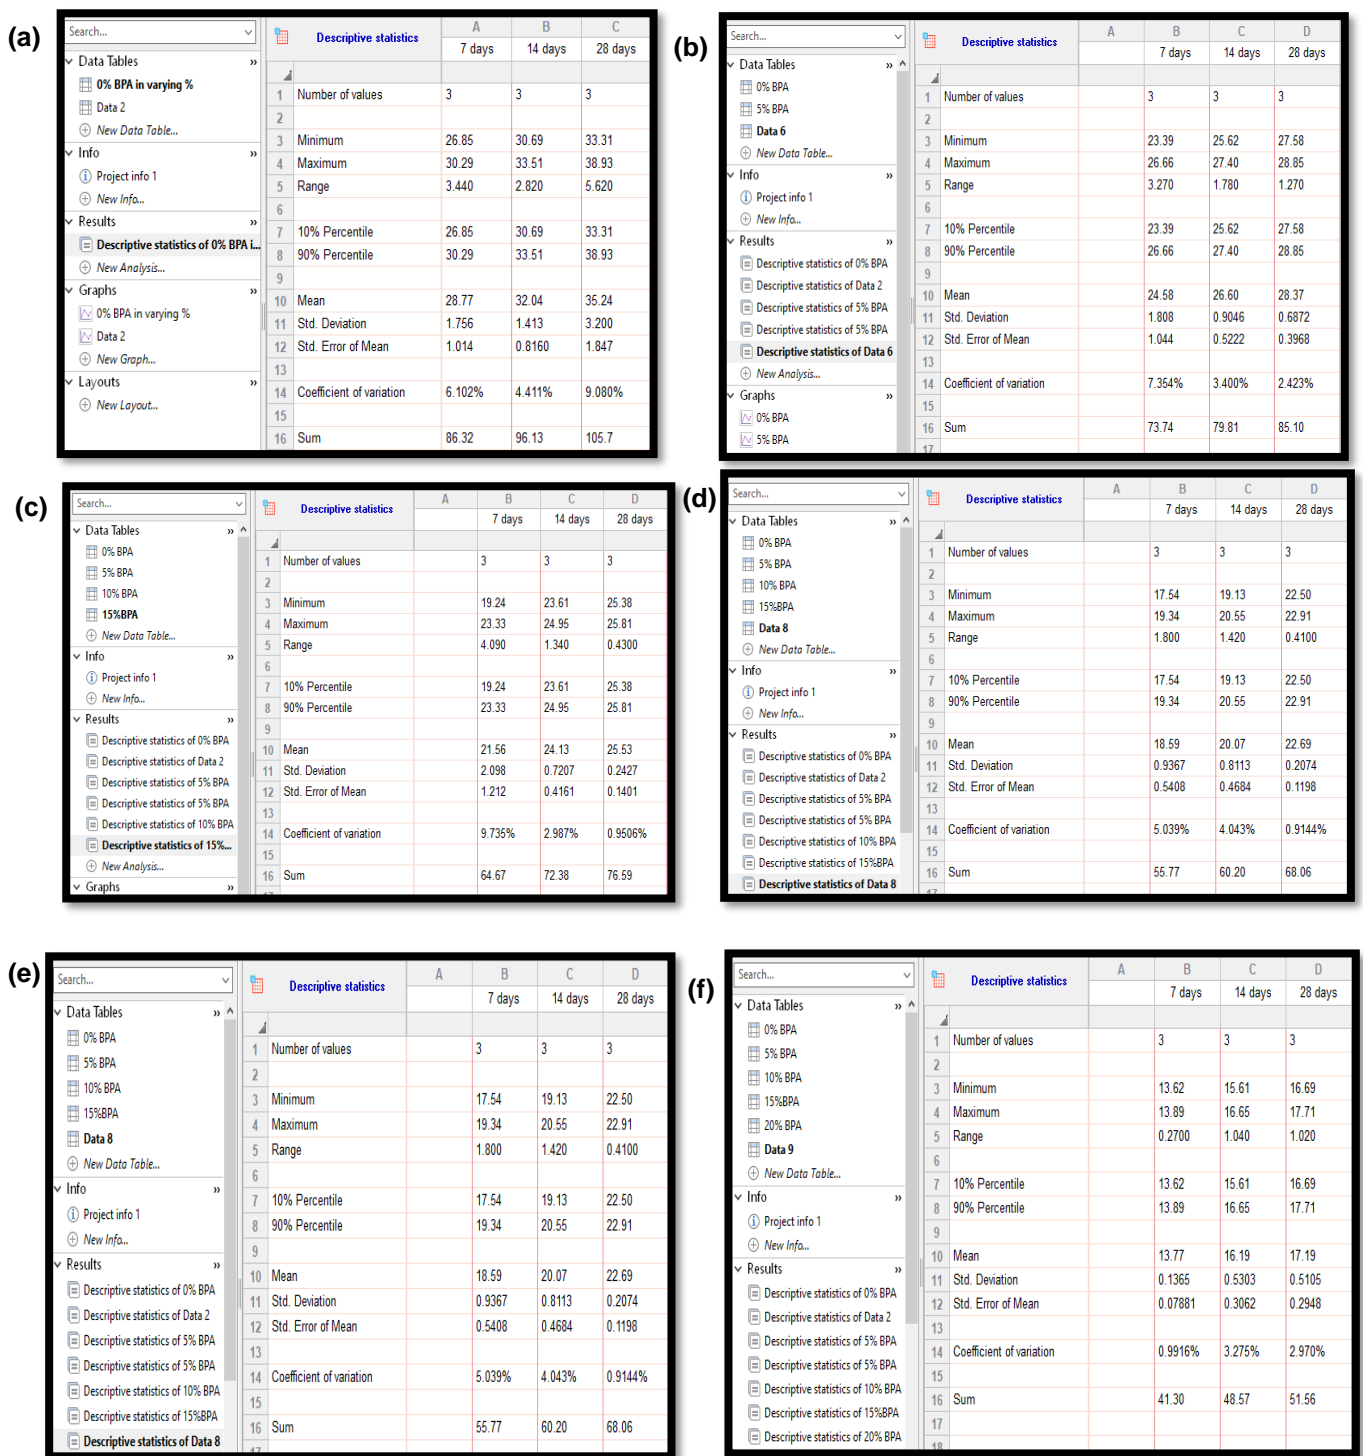 (a)
Search...
Data Tables »
0% BPA in varying %
Data 2
New Data Table...
Info »
Project info 1
New Info...
Results »
Descriptive statistics of 0% BPA i...
New Analysis...
Graphs »
0% BPA in varying %
Data 2
New Graph...
Layouts »
New Layout...
Descriptive statistics A B C
7 days 14 days 28 days
1 Number of values 3 3 3
2
3 Minimum 26.85 30.69 33.31
4 Maximum 30.29 33.51 38.93
5 Range 3.440 2.820 5.620
6
7 10% Percentile 26.85 30.69 33.31
8 90% Percentile 30.29 33.51 38.93
9
10 Mean 28.77 32.04 35.24
11 Std. Deviation 1.756 1.413 3.200
12 Std. Error of Mean 1.014 0.8160 1.847
13
14 Coefficient of variation 6.102% 4.411% 9.080%
15
16 Sum 86.32 96.13 105.7
(b)
Search...
Data Tables »
0% BPA
5% BPA
Data 6
New Data Table...
Info »
Project info 1
New Info...
Results »
Descriptive statistics of 0% BPA
Descriptive statistics of Data 2
Descriptive statistics of 5% BPA
Descriptive statistics of 5% BPA
Descriptive statistics of Data 6
New Analysis...
Graphs »
0% BPA
5% BPA
Descriptive statistics A B C D
7 days 14 days 28 days
1 Number of values 3 3 3
2
3 Minimum 23.39 25.62 27.58
4 Maximum 26.66 27.40 28.85
5 Range 3.270 1.780 1.270
6
7 10% Percentile 23.39 25.62 27.58
8 90% Percentile 26.66 27.40 28.85
9
10 Mean 24.58 26.60 28.37
11 Std. Deviation 1.808 0.9046 0.6872
12 Std. Error of Mean 1.044 0.5222 0.3968
13
14 Coefficient of variation 7.354% 3.400% 2.423%
15
16 Sum 73.74 79.81 85.10
17
(c)
Search...
Data Tables »
0% BPA
5% BPA
10% BPA
15%BPA
New Data Table...
Info »
Project info 1
New Info...
Results »
Descriptive statistics of 0% BPA
Descriptive statistics of Data 2
Descriptive statistics of 5% BPA
Descriptive statistics of 5% BPA
Descriptive statistics of 10% BPA
Descriptive statistics of 15%...
New Analysis...
Graphs »
Descriptive statistics A B C D
7 days 14 days 28 days
1 Number of values 3 3 3
2
3 Minimum 19.24 23.61 25.38
4 Maximum 23.33 24.95 25.81
5 Range 4.090 1.340 0.4300
6
7 10% Percentile 19.24 23.61 25.38
8 90% Percentile 23.33 24.95 25.81
9
10 Mean 21.56 24.13 25.53
11 Std. Deviation 2.098 0.7207 0.2427
12 Std. Error of Mean 1.212 0.4161 0.1401
13
14 Coefficient of variation 9.735% 2.987% 0.9506%
15
16 Sum 64.67 72.38 76.59
(d)
Search...
Data Tables »
0% BPA
5% BPA
10% BPA
15%BPA
Data 8
New Data Table...
Info »
Project info 1
New Info...
Results »
Descriptive statistics of 0% BPA
Descriptive statistics of Data 2
Descriptive statistics of 5% BPA
Descriptive statistics of 5% BPA
Descriptive statistics of 10% BPA
Descriptive statistics of 15%BPA
Descriptive statistics of Data 8
Descriptive statistics A B C D
7 days 14 days 28 days
1 Number of values 3 3 3
2
3 Minimum 17.54 19.13 22.50
4 Maximum 19.34 20.55 22.91
5 Range 1.800 1.420 0.4100
6
7 10% Percentile 17.54 19.13 22.50
8 90% Percentile 19.34 20.55 22.91
9
10 Mean 18.59 20.07 22.69
11 Std. Deviation 0.9367 0.8113 0.2074
12 Std. Error of Mean 0.5408 0.4684 0.1198
13
14 Coefficient of variation 5.039% 4.043% 0.9144%
15
16 Sum 55.77 60.20 68.06
17
(e)
Search...
Data Tables »
0% BPA
5% BPA
10% BPA
15%BPA
Data 8
New Data Table...
Info »
Project info 1
New Info...
Results »
Descriptive statistics of 0% BPA
Descriptive statistics of Data 2
Descriptive statistics of 5% BPA
Descriptive statistics of 5% BPA
Descriptive statistics of 10% BPA
Descriptive statistics of 15%BPA
Descriptive statistics of Data 8
Descriptive statistics A B C D
7 days 14 days 28 days
1 Number of values 3 3 3
2
3 Minimum 17.54 19.13 22.50
4 Maximum 19.34 20.55 22.91
5 Range 1.800 1.420 0.4100
6
7 10% Percentile 17.54 19.13 22.50
8 90% Percentile 19.34 20.55 22.91
9
10 Mean 18.59 20.07 22.69
11 Std. Deviation 0.9367 0.8113 0.2074
12 Std. Error of Mean 0.5408 0.4684 0.1198
13
14 Coefficient of variation 5.039% 4.043% 0.9144%
15
16 Sum 55.77 60.20 68.06
17
(f)
Search...
Data Tables »
0% BPA
5% BPA
10% BPA
15%BPA
20% BPA
Data 9
New Data Table...
Info »
Project info 1
New Info...
Results »
Descriptive statistics of 0% BPA
Descriptive statistics of Data 2
Descriptive statistics of 5% BPA
Descriptive statistics of 5% BPA
Descriptive statistics of 10% BPA
Descriptive statistics of 15%BPA
Descriptive statistics of 20% BPA
Descriptive statistics A B C D
7 days 14 days 28 days
1 Number of values 3 3 3
2
3 Minimum 13.62 15.61 16.69
4 Maximum 13.89 16.65 17.71
5 Range 0.2700 1.040 1.020
6
7 10% Percentile 13.62 15.61 16.69
8 90% Percentile 13.89 16.65 17.71
9
10 Mean 13.77 16.19 17.19
11 Std. Deviation 0.1365 0.5303 0.5105
12 Std. Error of Mean 0.07881 0.3062 0.2948
13
14 Coefficient of variation 0.9916% 3.275% 2.970%
15
16 Sum 41.30 48.57 51.56
17
18